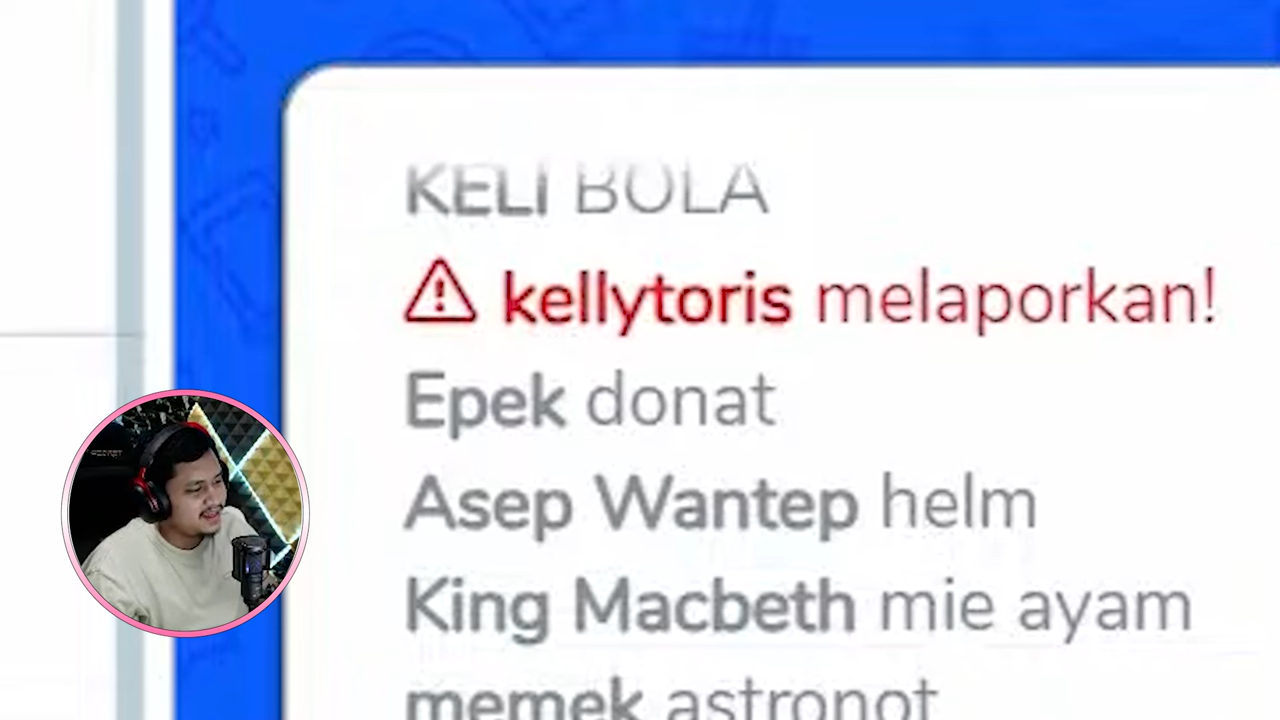 KELI BOLA
kellytoris melaporkan!
Epek donat
Asep Wantep helm
King Macbeth mie ayam
memek astronot